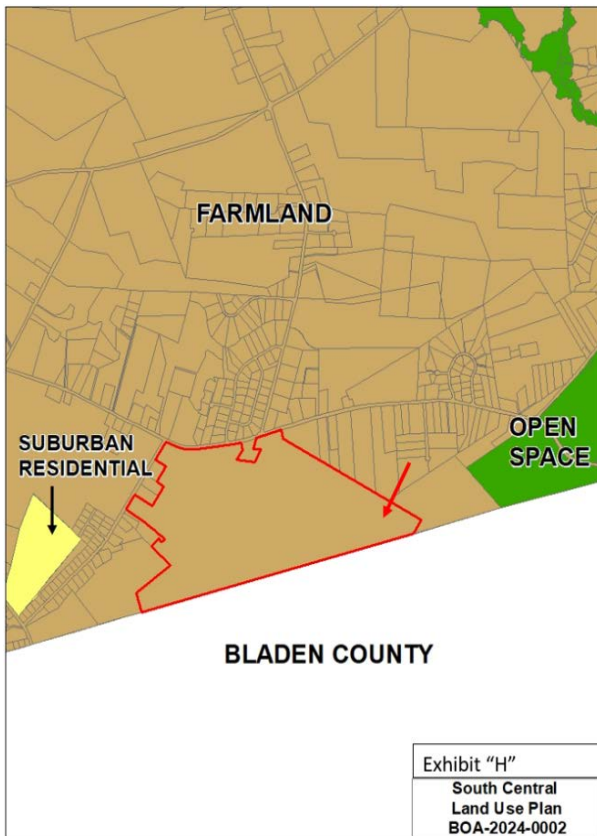 FARMLAND
OPEN
SPACE
SUBURBAN
RESIDENTIAL
BLADEN COUNTY
Exhibit "H"
South Central
Land Use Plan
BOA-2024-0002